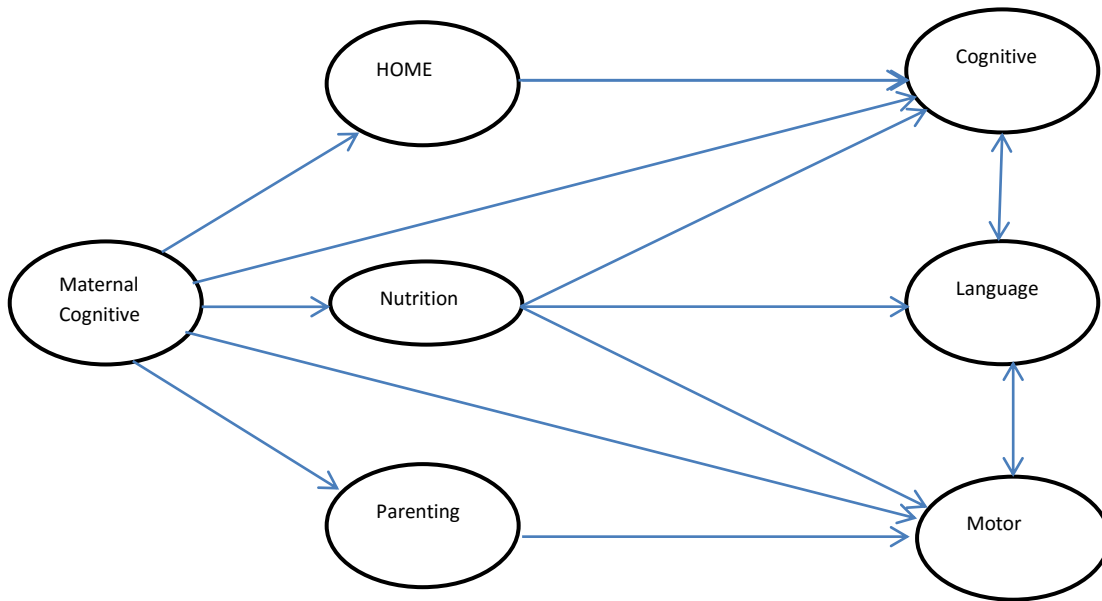 HOME
Cognitive
Maternal
Cognitive
Nutrition
Language
Parenting
Motor